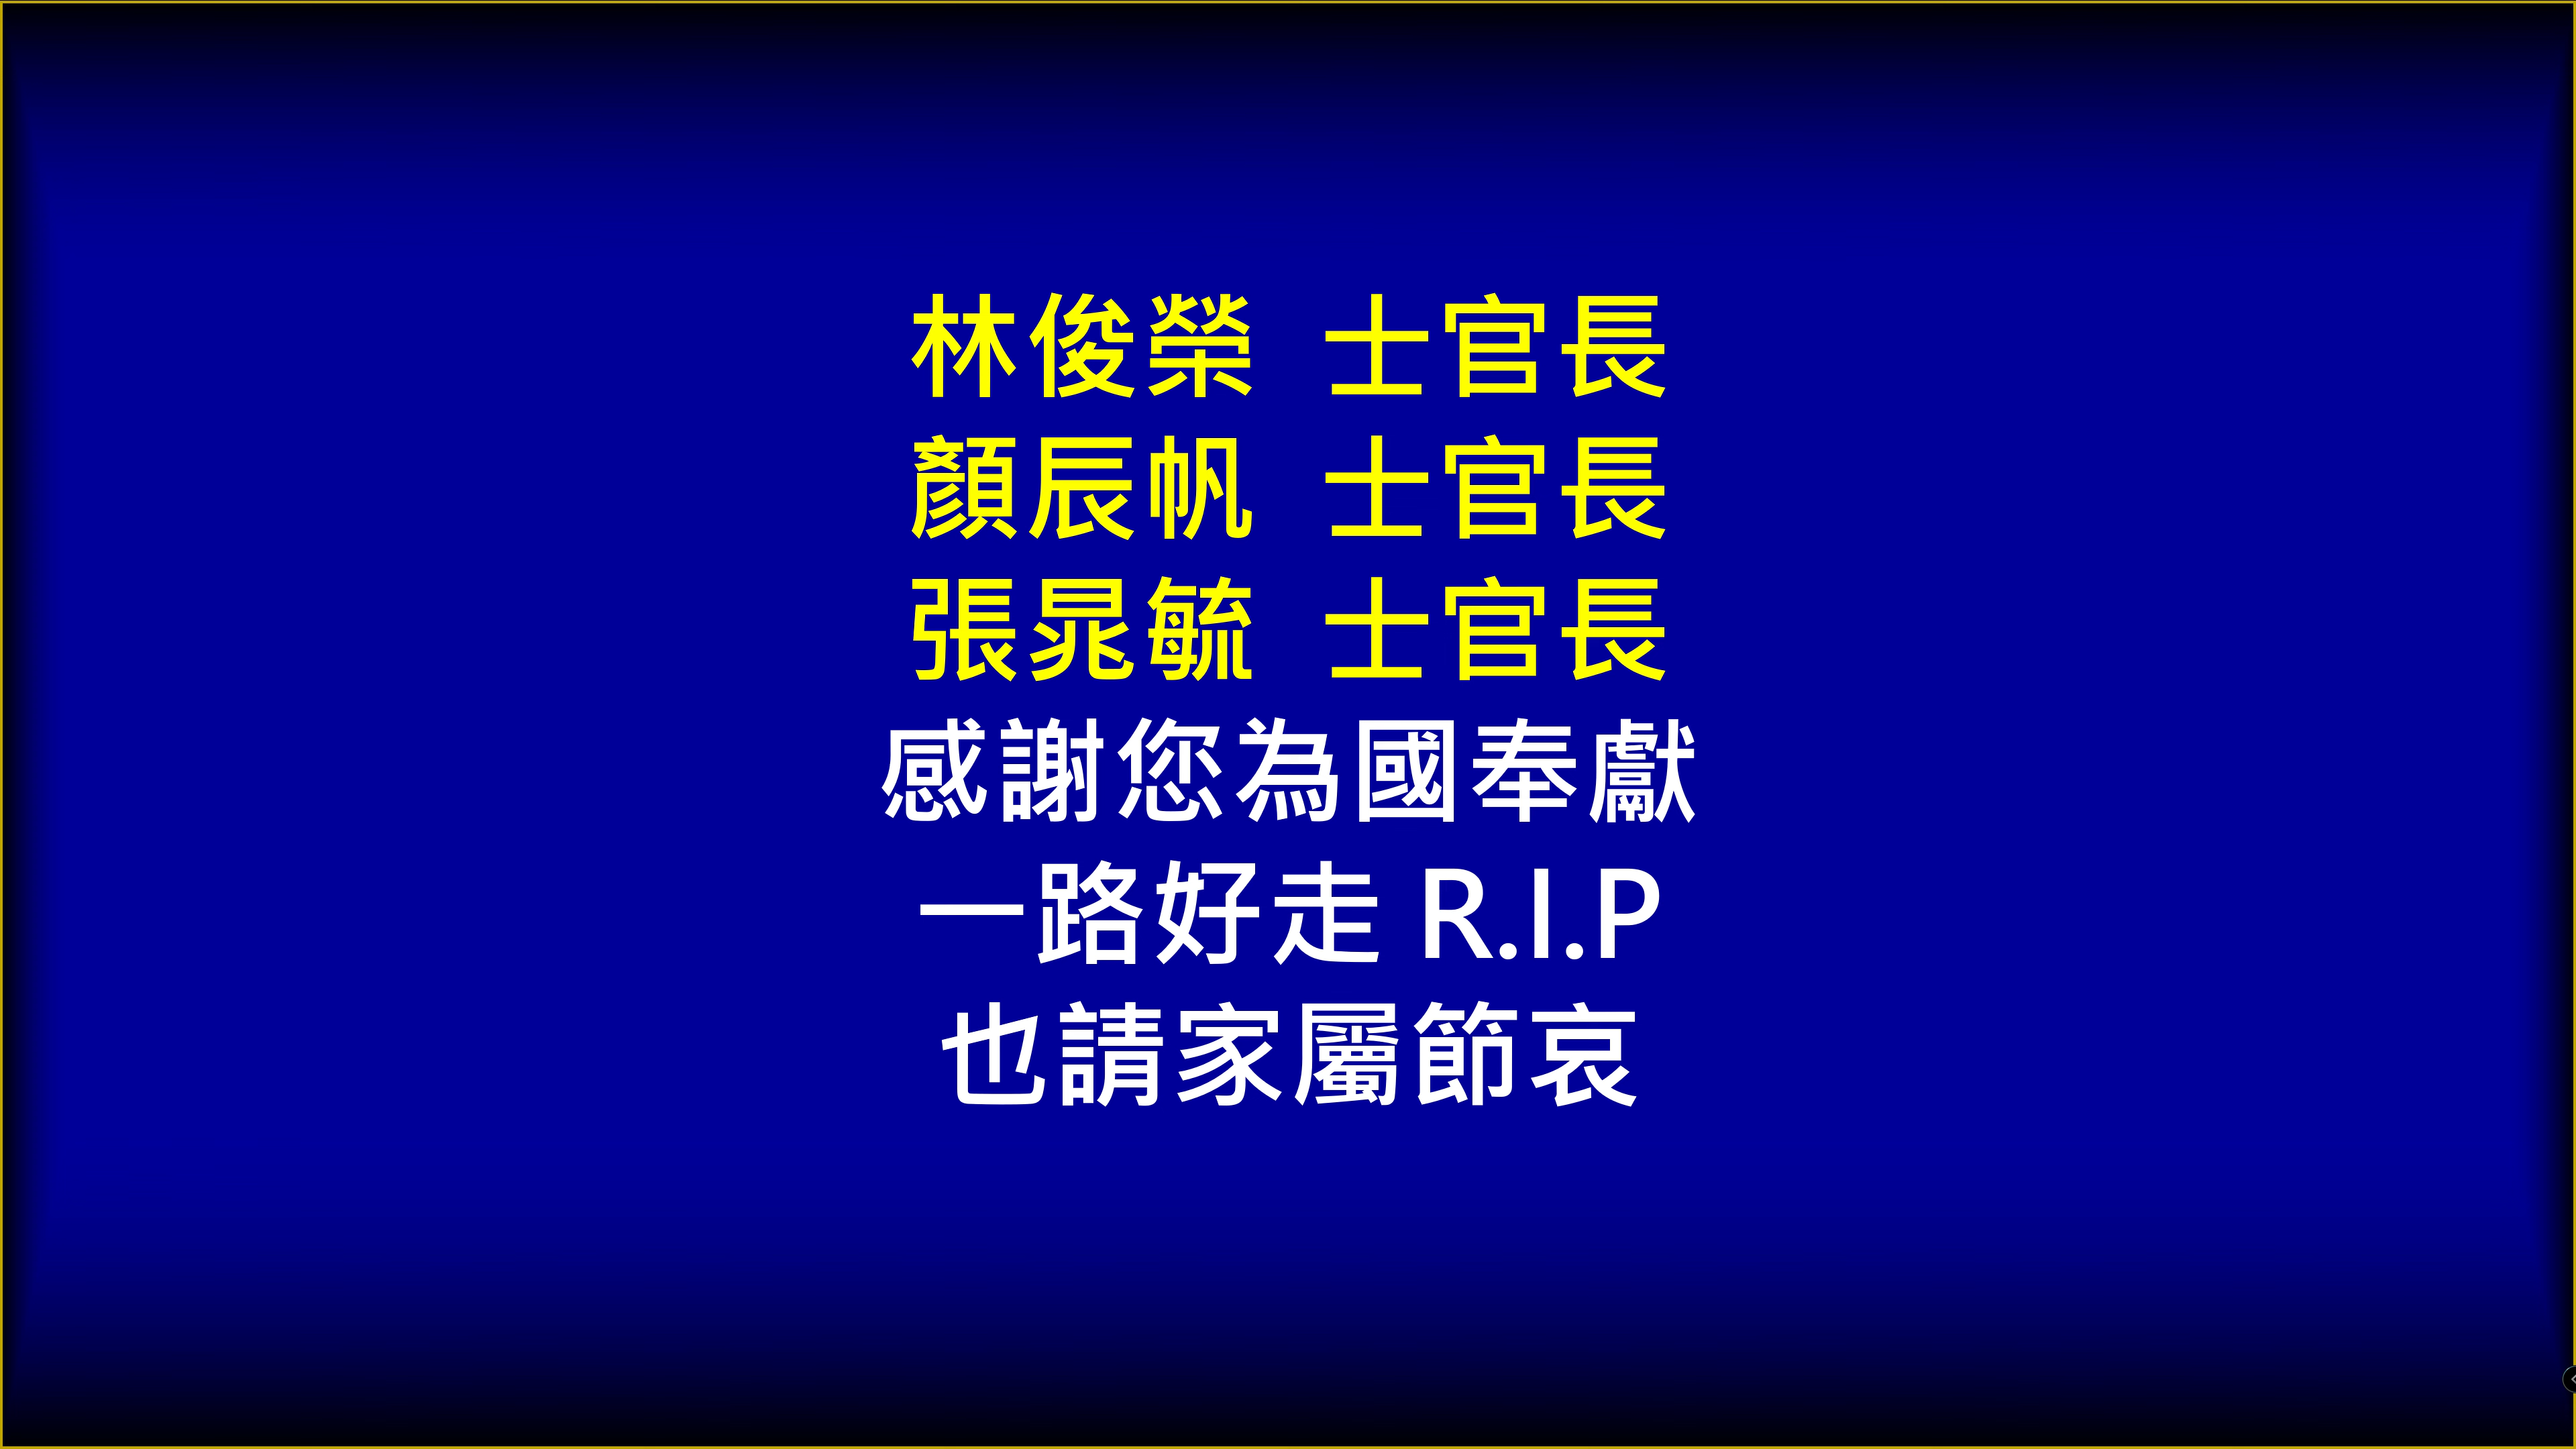 林俊榮 士官長
顏辰帆 士官長
張晁毓 士官長
感謝您為國奉獻
一路好走 R.I.P
也請家屬節哀